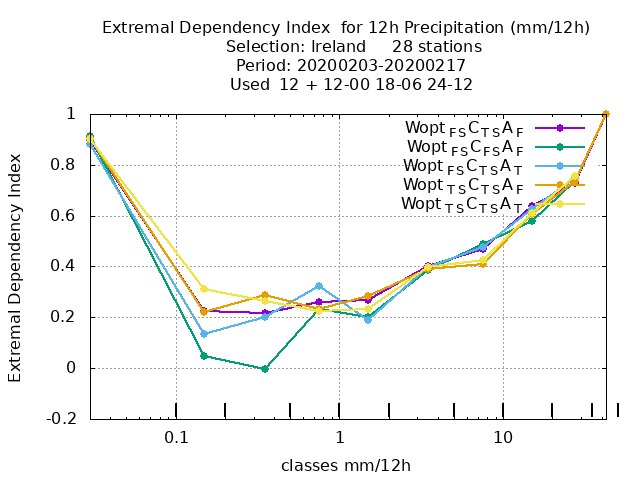 Extremal Dependency Index  for 12h Precipitation (mm/12h)
Selection: Ireland     28 stations
Period: 20200203-20200217
Used  12 + 12-00 18-06 24-12
Wopt FS C TS A F
Wopt FS C FS A F
Wopt FS C TS A T
Wopt TS C TS A F
Wopt TS C TS A T
1
0.8
0.6
0.4
0.2
0
-0.2
Extremal Dependency Index
0.1 1 10
classes mm/12h